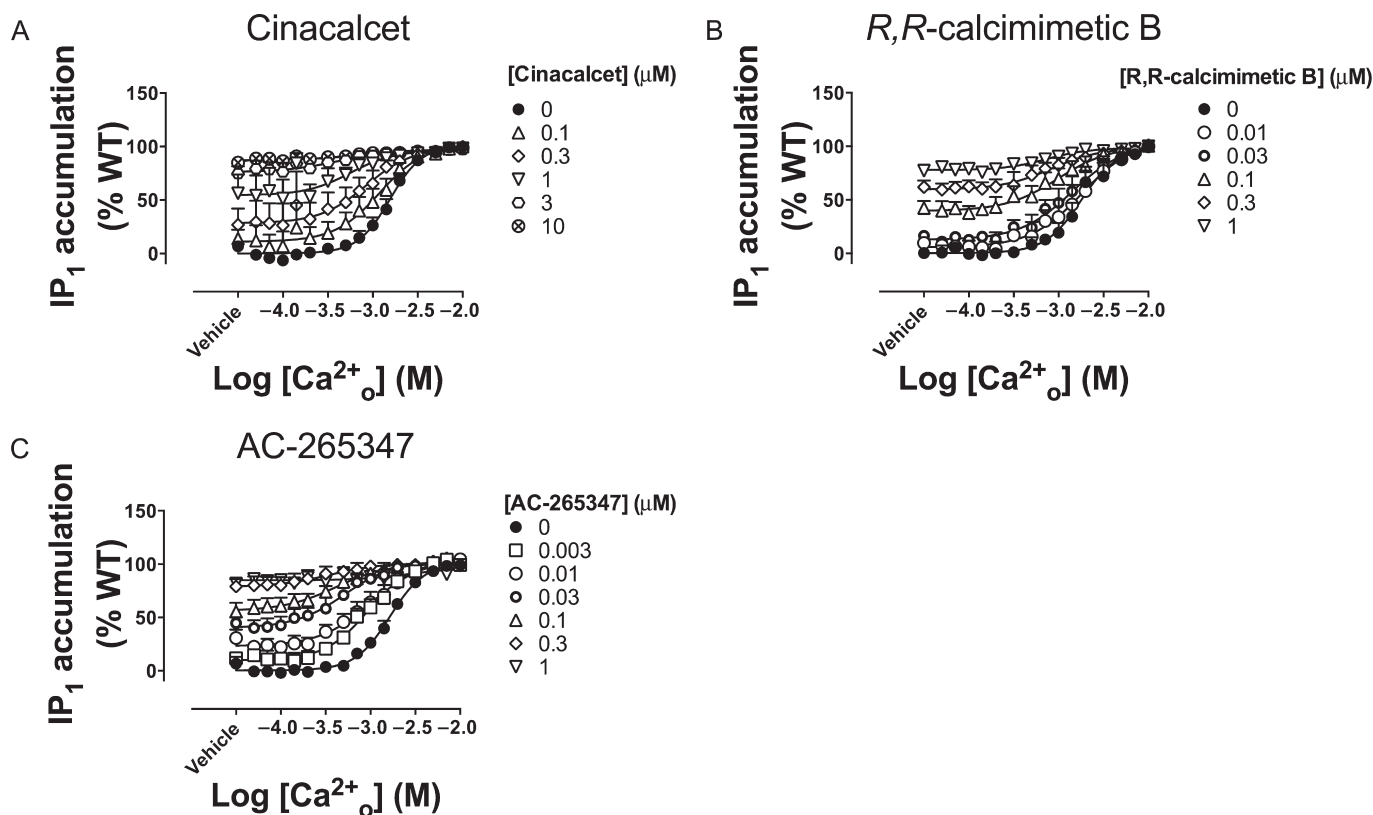 A
Cinacalcet
IP1 accumulation
(% WT)
150
100
50
0
Vehicle
–4.0 –3.5 –3.0 –2.5 –2.0
Log [Ca2+o] (M)
[Cinacalcet] (μM)
0
0.1
0.3
1
3
10
B
R,R-calcimimetic B
IP1 accumulation
(% WT)
150
100
50
0
Vehicle
–4.0 –3.5 –3.0 –2.5 –2.0
Log [Ca2+o] (M)
[R,R-calcimimetic B] (μM)
0
0.01
0.03
0.1
0.3
1
C
AC-265347
IP1 accumulation
(% WT)
150
100
50
0
Vehicle
–4.0 –3.5 –3.0 –2.5 –2.0
Log [Ca2+o] (M)
[AC-265347] (μM)
0
0.003
0.01
0.03
0.1
0.3
1